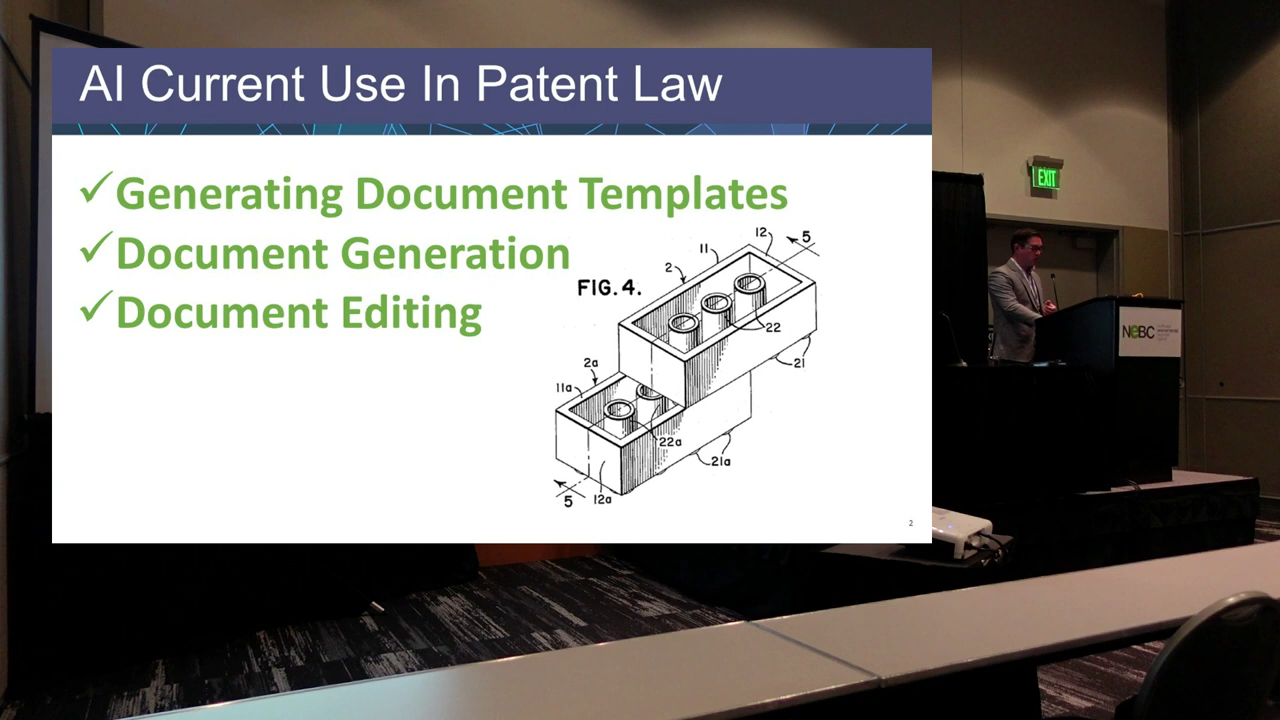 AI Current Use In Patent Law
✓Generating Document Templates
✓Document Generation
✓Document Editing
FIG. 4.
12
5
11
2
22
21
2a
11a
22a
21a
12a
5
2
EXIT
NEBC